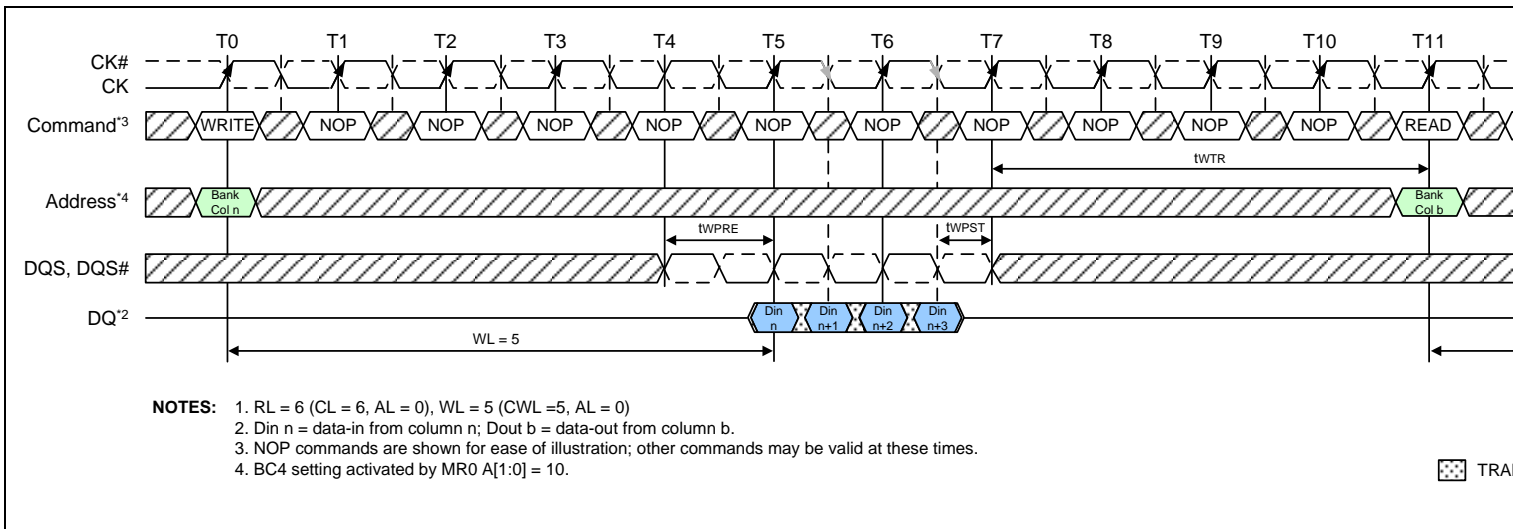 T0 T1 T2 T3 T4 T5 T6 T7 T8 T9 T10 T11
CK#
CK
Command*3 WRITE NOP NOP NOP NOP NOP NOP NOP NOP NOP NOP READ
tWTR
Address*4 Bank Col n Bank Col b
tWPRE tWPST
DQS, DQS#
DQ*2 Din n Din n+1 Din n+2 Din n+3
WL = 5
NOTES: 1. RL = 6 (CL = 6, AL = 0), WL = 5 (CWL =5, AL = 0)
2. Din n = data-in from column n; Dout b = data-out from column b.
3. NOP commands are shown for ease of illustration; other commands may be valid at these times.
4. BC4 setting activated by MR0 A[1:0] = 10.